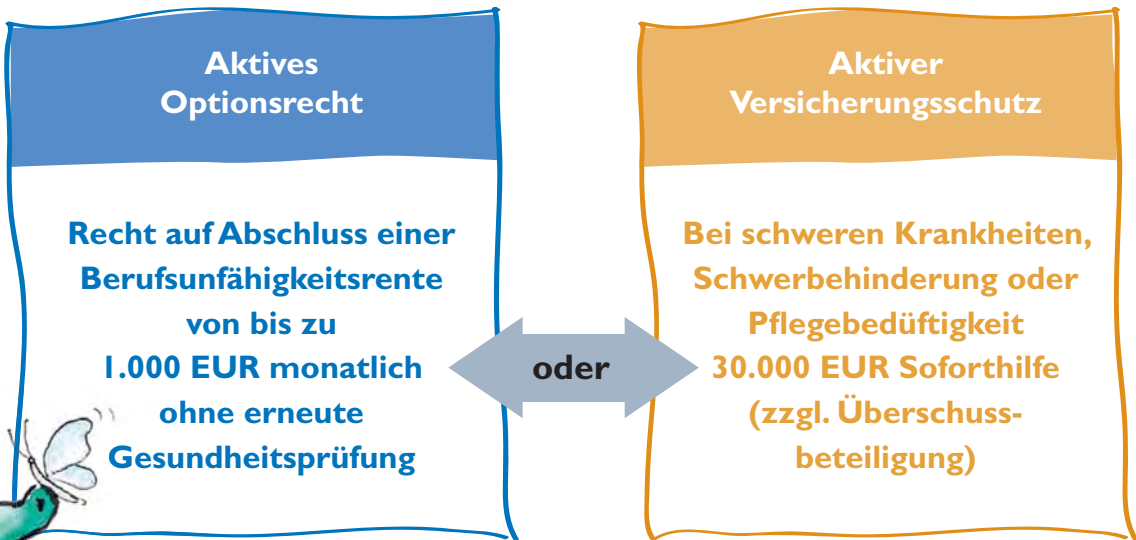 Aktives
Optionsrecht
Recht auf Abschluss einer
Berufsunfähigkeitsrente
von bis zu
1.000 EUR monatlich
ohne erneute
Gesundheitsprüfung
oder
Aktiver
Versicherungsschutz
Bei schweren Krankheiten,
Schwerbehinderung oder
Pflegebedüftigkeit
30.000 EUR Soforthilfe
(zzgl. Überschuss-
beteiligung)